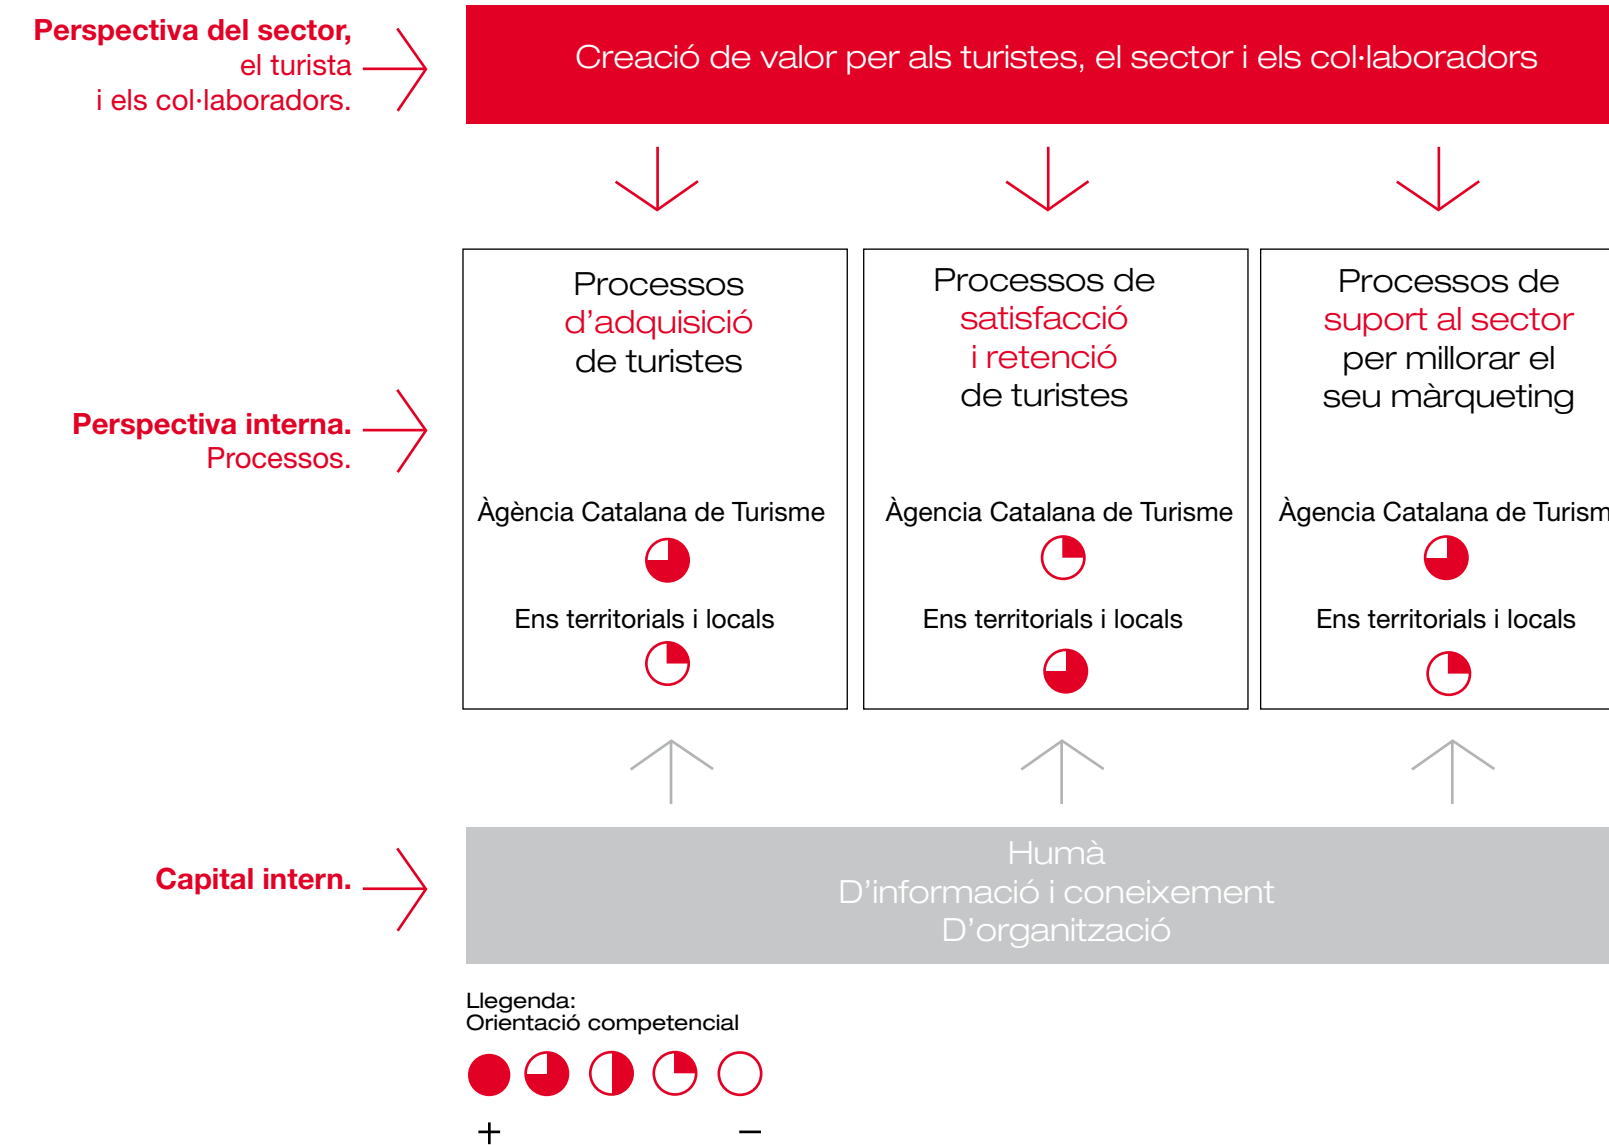 Perspectiva del sector,
el turista
i els col·laboradors.
Creació de valor per als turistes, el sector i els col·laboradors
Processos
d’adquisició
de turistes
Processos de
satisfacció
i retenció
de turistes
Processos de
suport al sector
per millorar el
seu màrqueting
Perspectiva interna.
Processos.
Àgència Catalana de Turisme
Àgencia Catalana de Turisme
Àgencia Catalana de Turism
Ens territorials i locals
Ens territorials i locals
Ens territorials i locals
Capital intern.
Humà
D’informació i coneixement
D’organització
Llegenda:
Orientació competencial
+ −